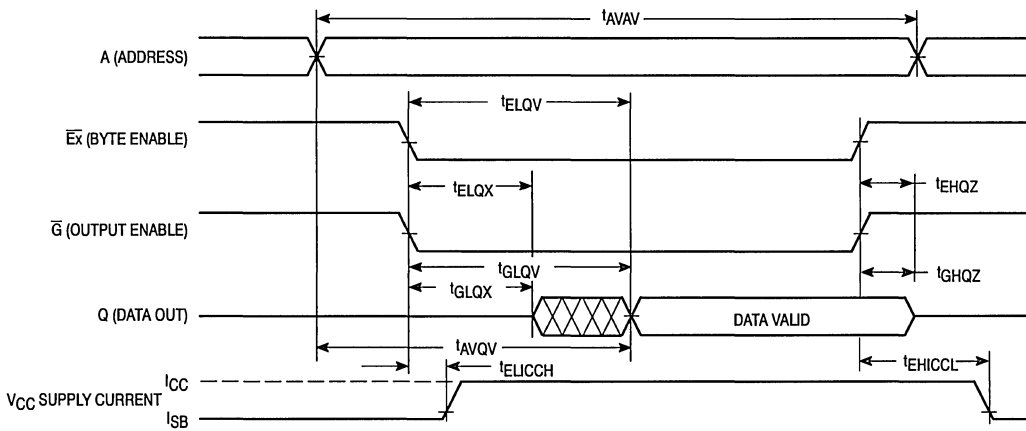 tAVAV
A (ADDRESS)
tELQV
E̅x̅ (BYTE ENABLE)
tELQX
tEHQZ
G̅ (OUTPUT ENABLE)
tGLQV
tGHQZ
tGLQX
Q (DATA OUT)
DATA VALID
tAVQV
tELICCH
tEHICCL
ICC
VCC SUPPLY CURRENT
ISB